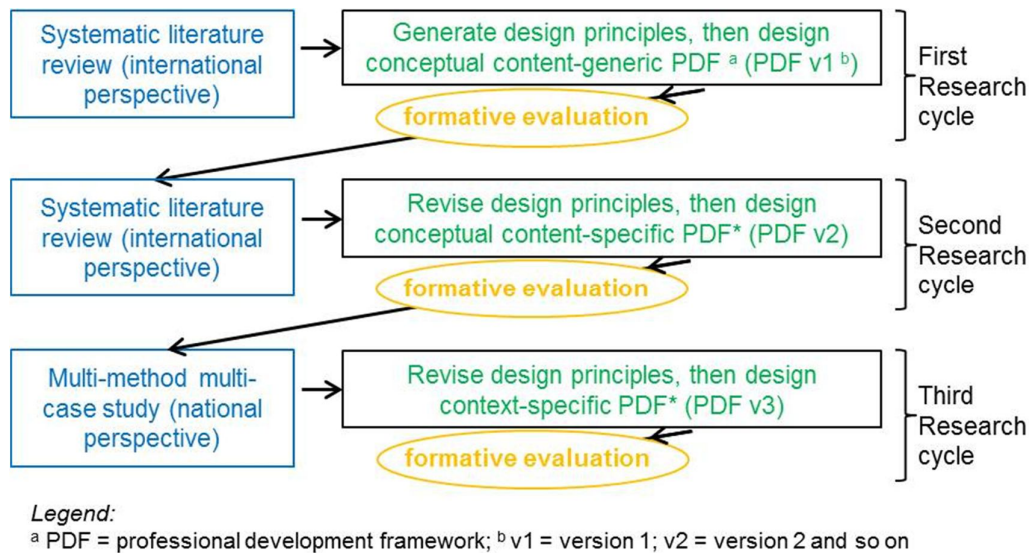 Systematic literature
review (international
perspective)
Generate design principles, then design
conceptual content-generic PDF ᵃ (PDF v1 ᵇ)
formative evaluation
First
Research
cycle
Systematic literature
review (international
perspective)
Revise design principles, then design
conceptual content-specific PDF* (PDF v2)
formative evaluation
Second
Research
cycle
Multi-method multi-
case study (national
perspective)
Revise design principles, then design
context-specific PDF* (PDF v3)
formative evaluation
Third
Research
cycle
Legend:
ᵃ PDF = professional development framework; ᵇ v1 = version 1; v2 = version 2 and so on